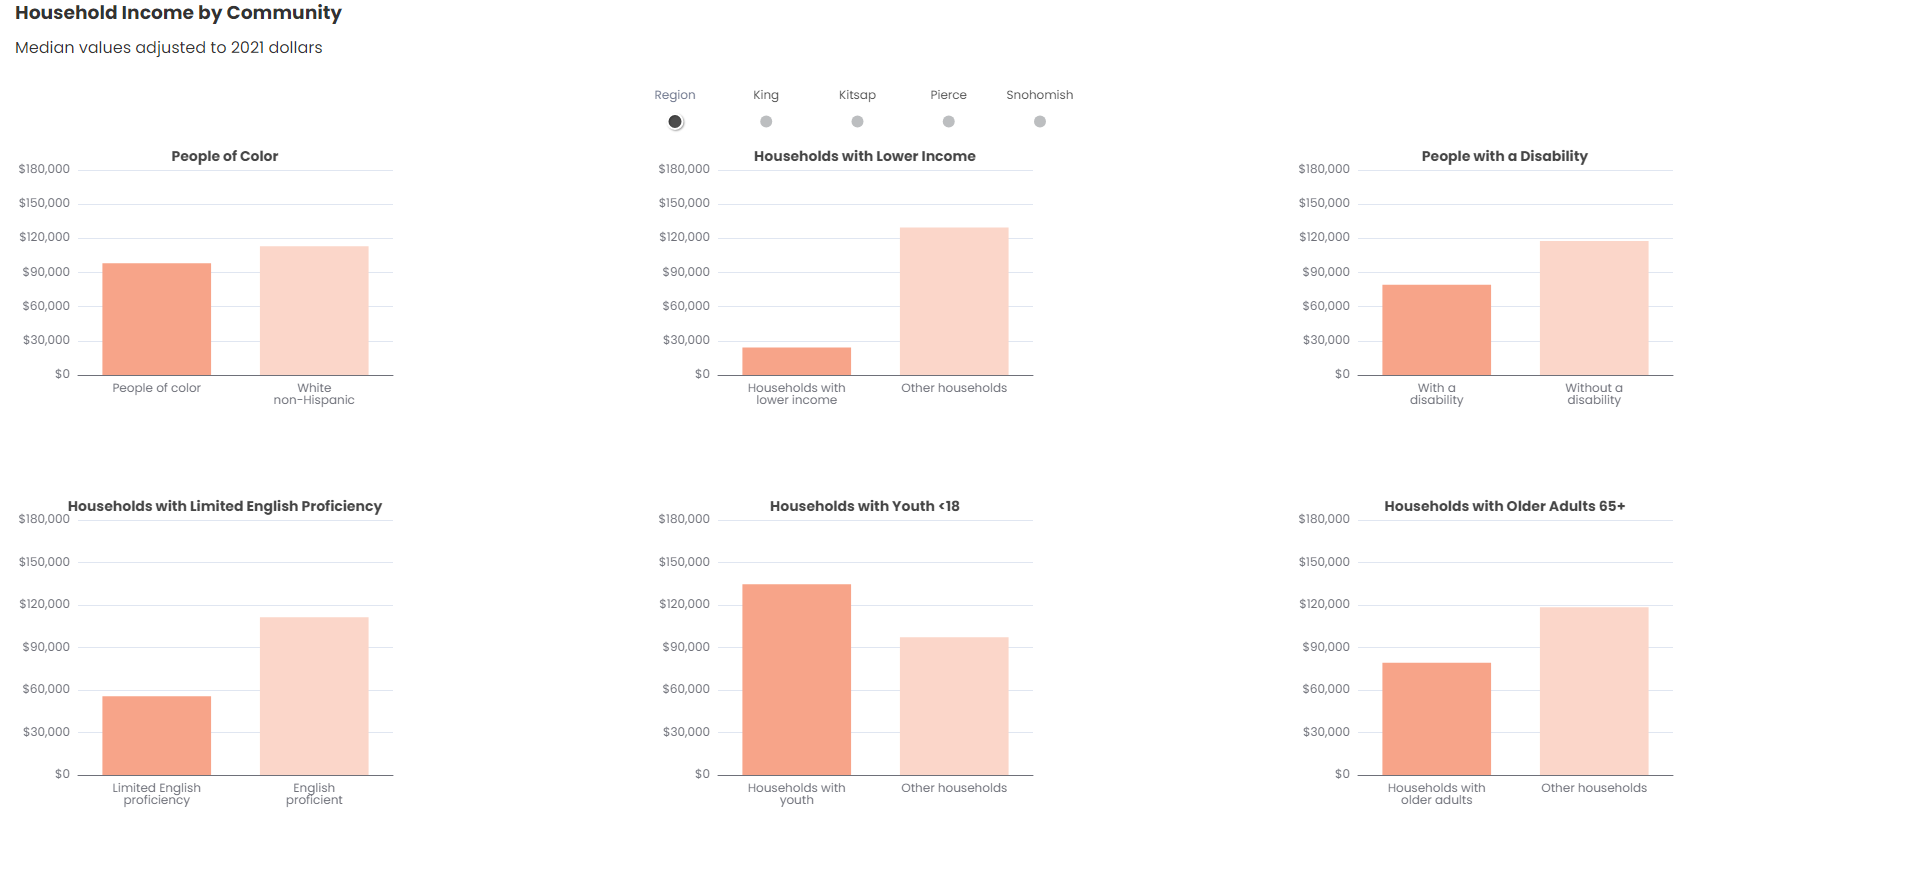 Household Income by Community
Median values adjusted to 2021 dollars
Region King Kitsap Pierce Snohomish
People of Color
$180,000
$150,000
$120,000
$90,000
$60,000
$30,000
$0
People of color
White
non-Hispanic
Households with Lower Income
$180,000
$150,000
$120,000
$90,000
$60,000
$30,000
$0
Households with
lower income
Other households
People with a Disability
$180,000
$150,000
$120,000
$90,000
$60,000
$30,000
$0
With a
disability
Without a
disability
Households with Limited English Proficiency
$180,000
$150,000
$120,000
$90,000
$60,000
$30,000
$0
Limited English
proficiency
English
proficient
Households with Youth <18
$180,000
$150,000
$120,000
$90,000
$60,000
$30,000
$0
Households with
youth
Other households
Households with Older Adults 65+
$180,000
$150,000
$120,000
$90,000
$60,000
$30,000
$0
Households with
older adults
Other households